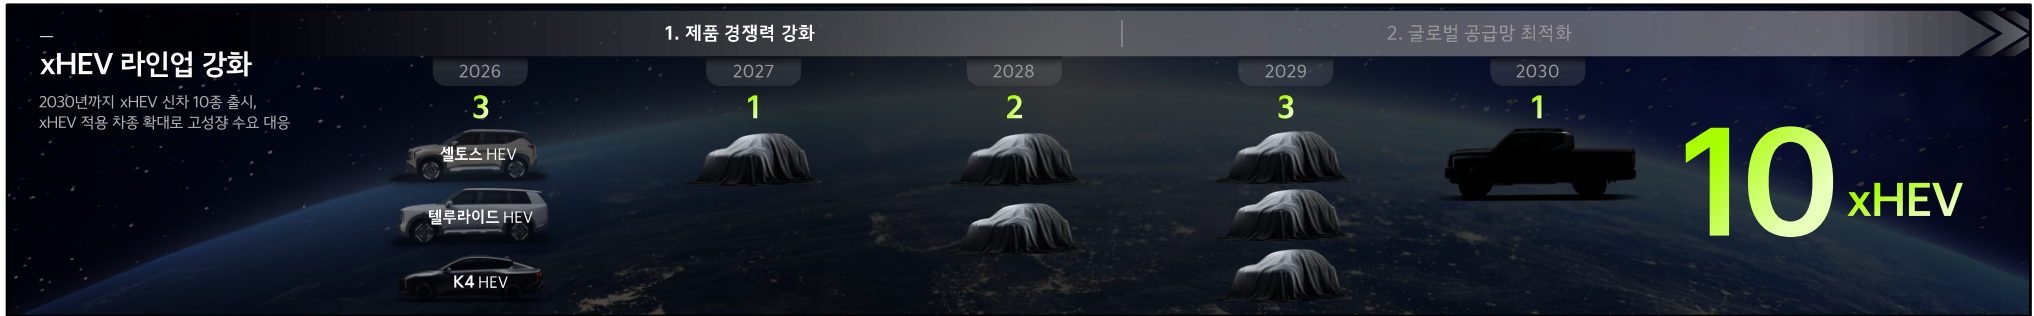 1. 제품 경쟁력 강화
2. 글로벌 공급망 최적화
xHEV 라인업 강화
2030년까지 xHEV 신차 10종 출시,
xHEV 적용 차종 확대로 고성장 수요 대응
2026
3
셀토스 HEV
텔루라이드 HEV
K4 HEV
2027
1
2028
2
2029
3
2030
1
10 xHEV